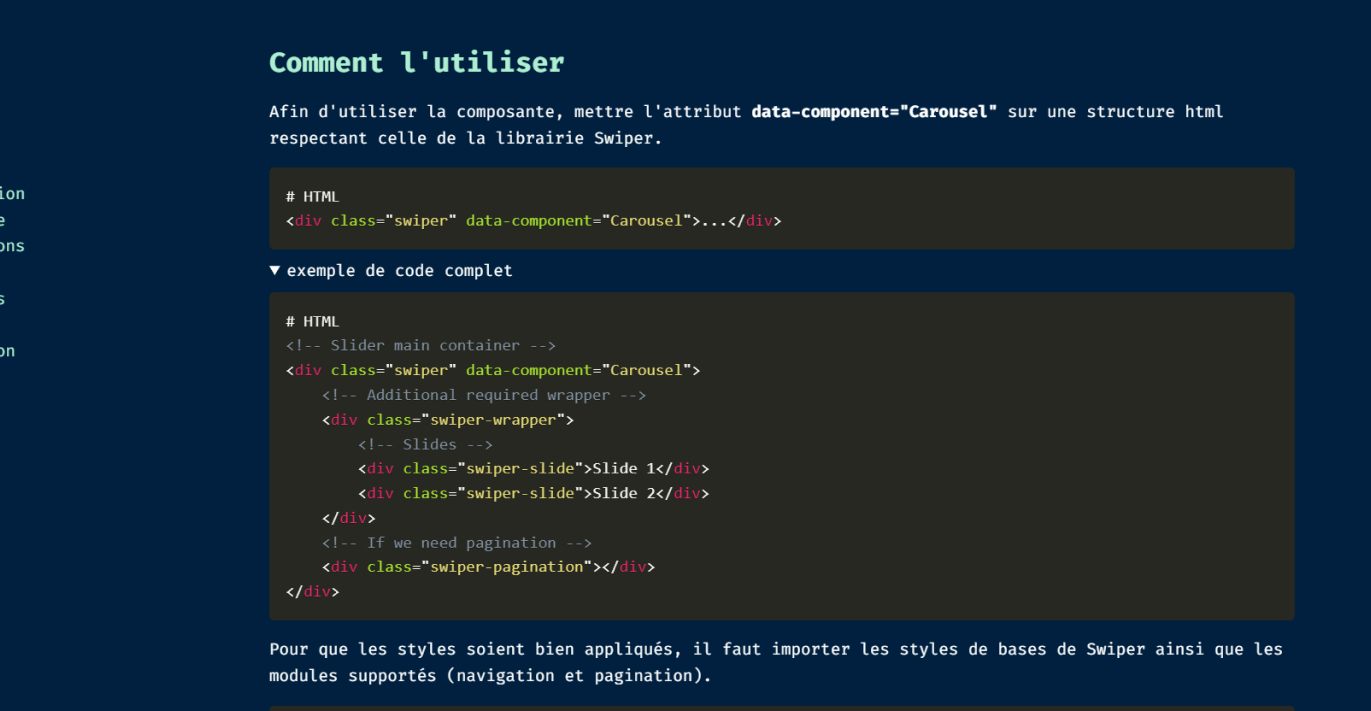 Comment l'utiliser
Afin d'utiliser la composante, mettre l'attribut data-component="Carousel" sur une structure html
respectant celle de la librairie Swiper.
# HTML
<div class="swiper" data-component="Carousel">...</div>
▼ exemple de code complet
# HTML
<!-- Slider main container -->
<div class="swiper" data-component="Carousel">
    <!-- Additional required wrapper -->
    <div class="swiper-wrapper">
        <!-- Slides -->
        <div class="swiper-slide">Slide 1</div>
        <div class="swiper-slide">Slide 2</div>
    </div>
    <!-- If we need pagination -->
    <div class="swiper-pagination"></div>
</div>
Pour que les styles soient bien appliqués, il faut importer les styles de bases de Swiper ainsi que les
modules supportés (navigation et pagination).